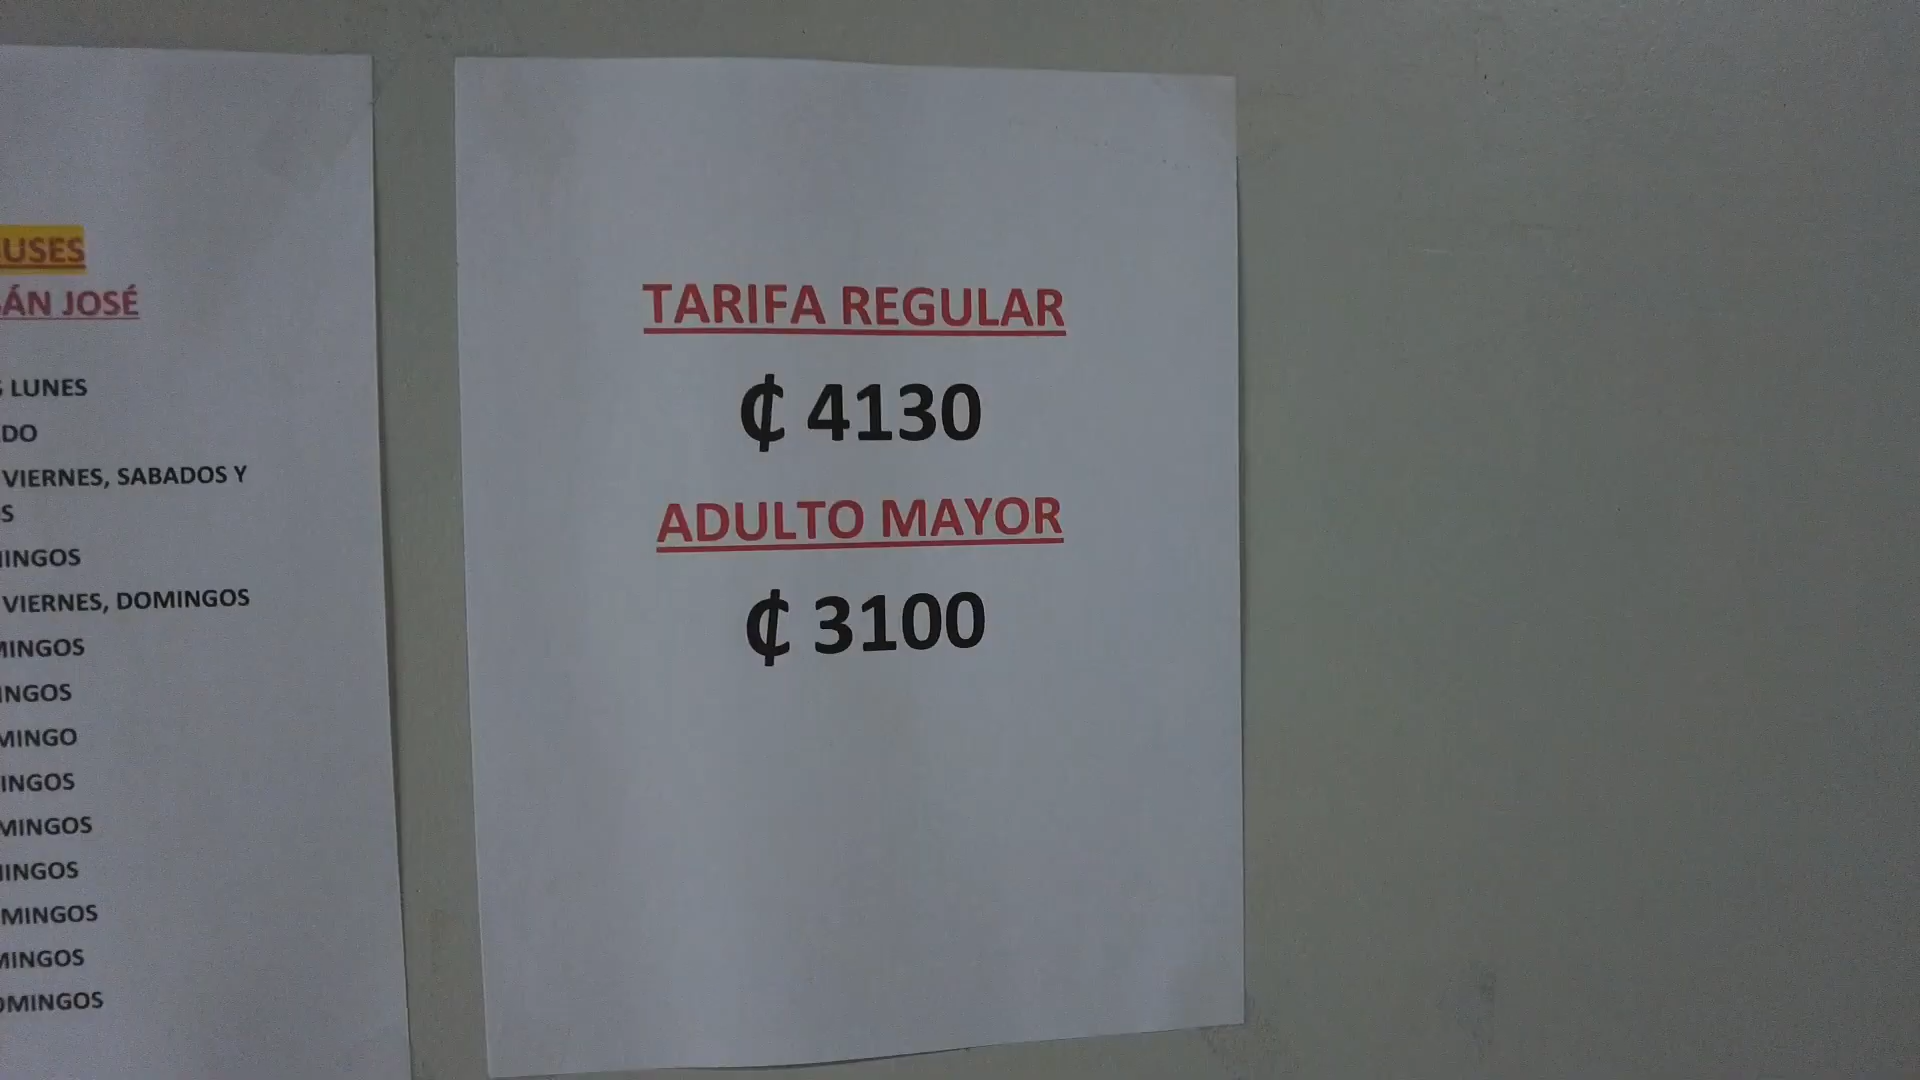 USES
ÁN JOSÉ
LUNES
DO
VIERNES, SABADOS Y
S
INGOS
VIERNES, DOMINGOS
MINGOS
INGOS
MINGO
INGOS
MINGOS
INGOS
MINGOS
MINGOS
OMINGOS
TARIFA REGULAR
₡ 4130
ADULTO MAYOR
₡ 3100